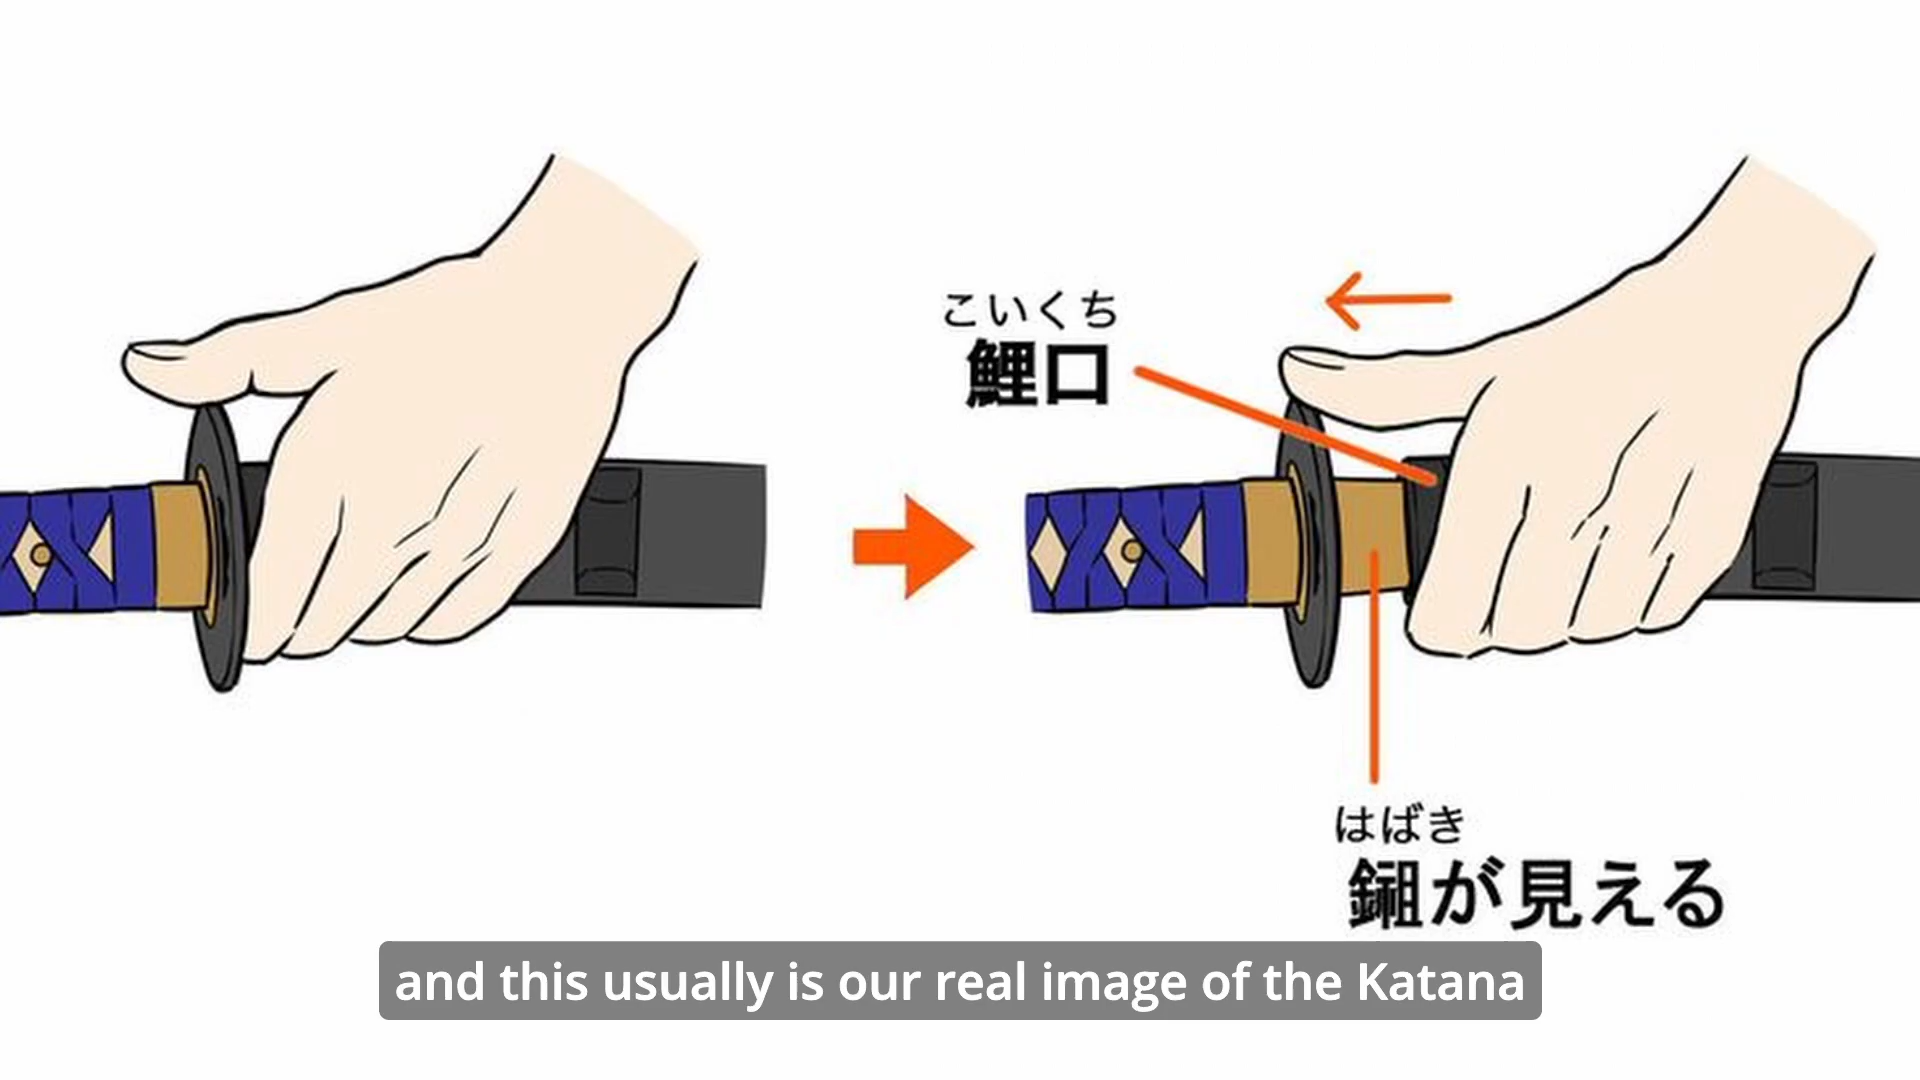 こいくち
鯉口
はばき
鎺が見える
and this usually is our real image of the Katana